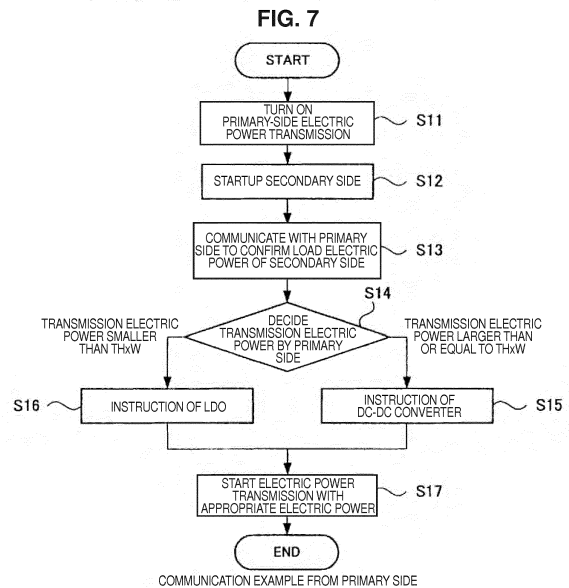 FIG. 7
START
TURN ON
PRIMARY-SIDE ELECTRIC
POWER TRANSMISSION
S11
STARTUP SECONDARY SIDE
S12
COMMUNICATE WITH PRIMARY
SIDE TO CONFIRM LOAD ELECTRIC
POWER OF SECONDARY SIDE
S13
S14
DECIDE
TRANSMISSION ELECTRIC
POWER BY PRIMARY
SIDE
TRANSMISSION ELECTRIC
POWER SMALLER
THAN THxW
TRANSMISSION ELECTRIC
POWER LARGER THAN
OR EQUAL TO THxW
S16
INSTRUCTION OF LDO
INSTRUCTION OF
DC-DC CONVERTER
S15
START ELECTRIC POWER
TRANSMISSION WITH
APPROPRIATE ELECTRIC POWER
S17
END
COMMUNICATION EXAMPLE FROM PRIMARY SIDE